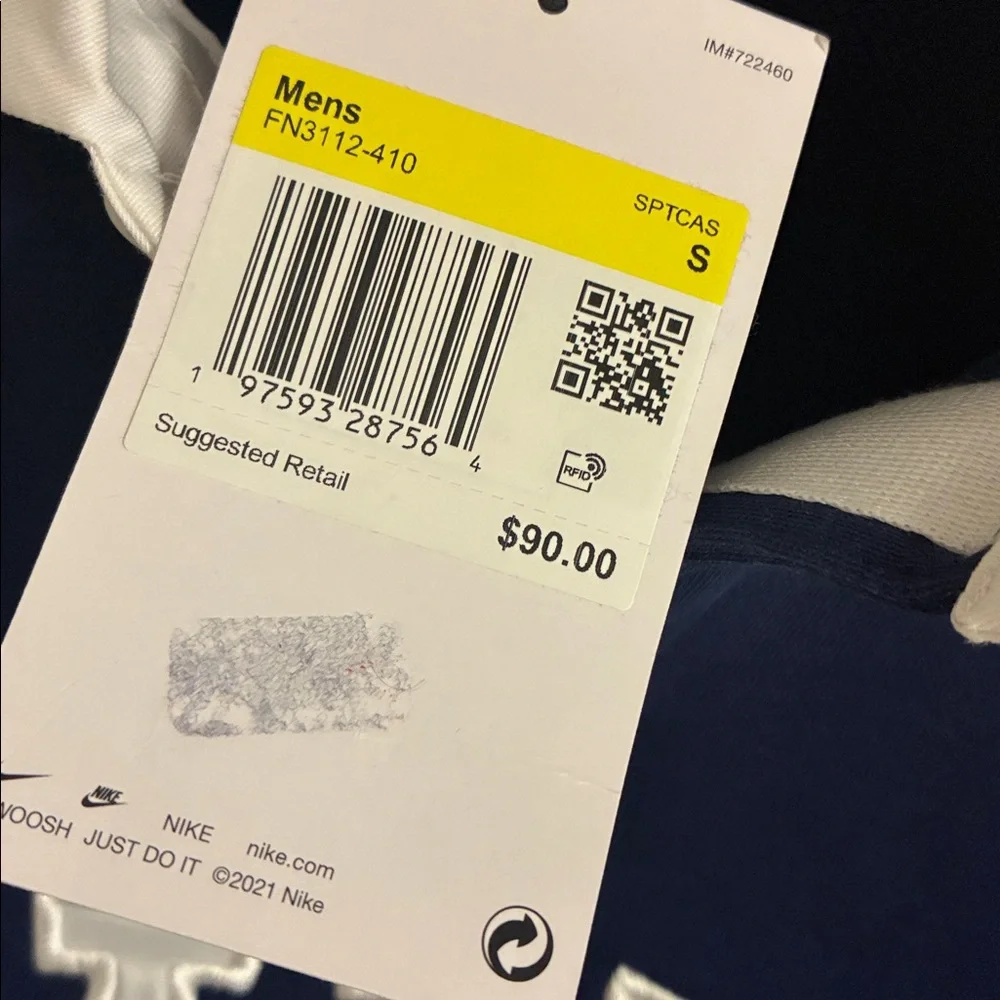 IM#722460
Mens
FN3112-410
SPTCAS
S
1 97593 28756 4
RFID
Suggested Retail
$90.00
NIKE
NIKE nike.com
JUST DO IT ©2021 Nike